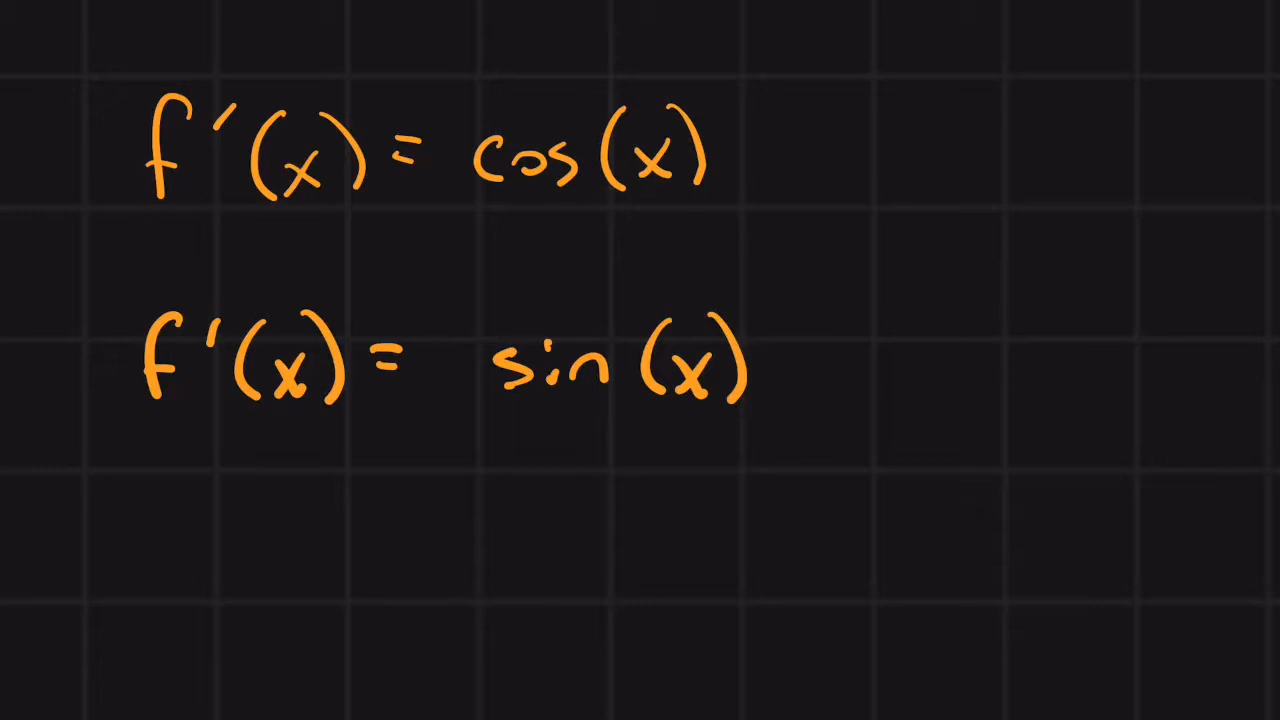 f'(x) = cos(x)
f'(x) = sin(x)